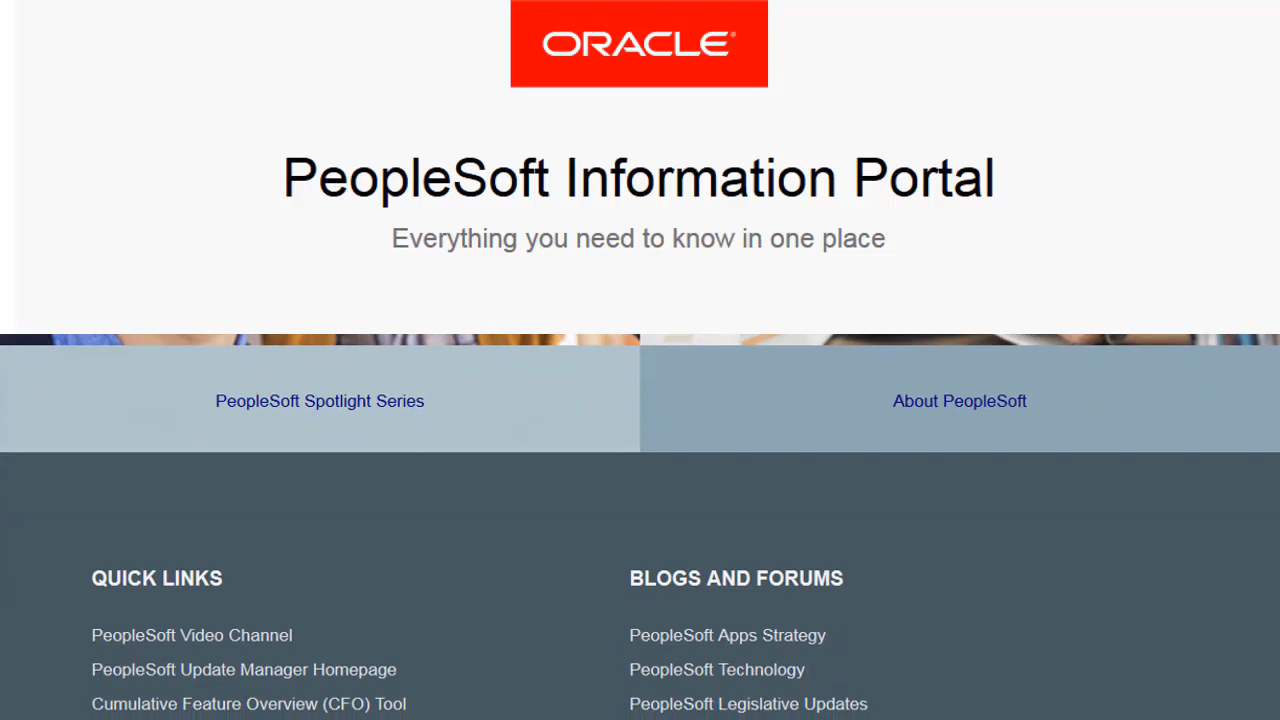 ORACLE®
PeopleSoft Information Portal
Everything you need to know in one place
PeopleSoft Spotlight Series
About PeopleSoft
QUICK LINKS
PeopleSoft Video Channel
PeopleSoft Update Manager Homepage
Cumulative Feature Overview (CFO) Tool
BLOGS AND FORUMS
PeopleSoft Apps Strategy
PeopleSoft Technology
PeopleSoft Legislative Updates